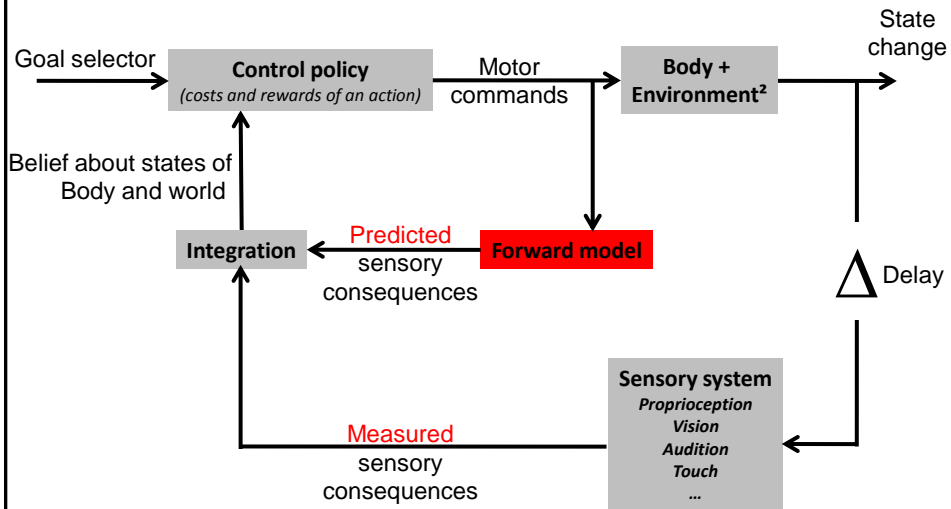 State
change
Goal selector
Control policy
(costs and rewards of an action)
Motor
commands
Body +
Environment²
Belief about states of
Body and world
Integration
Predicted
sensory
consequences
Forward model
Δ Delay
Sensory system
Proprioception
Vision
Audition
Touch
...
Measured
sensory
consequences